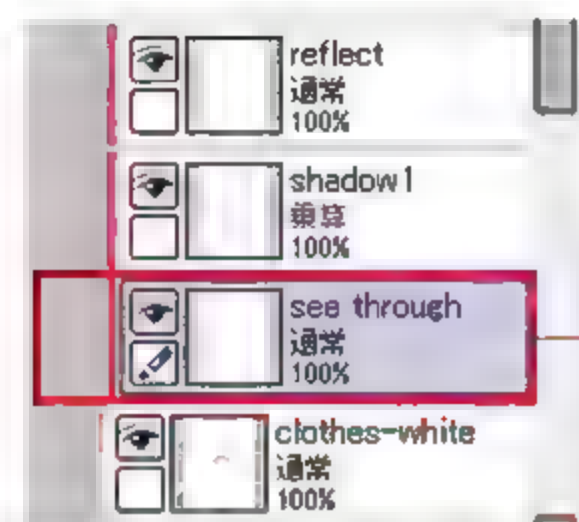 reflect
通常
100%
shadow1
乗算
100%
see through
通常
100%
clothes-white
通常
100%